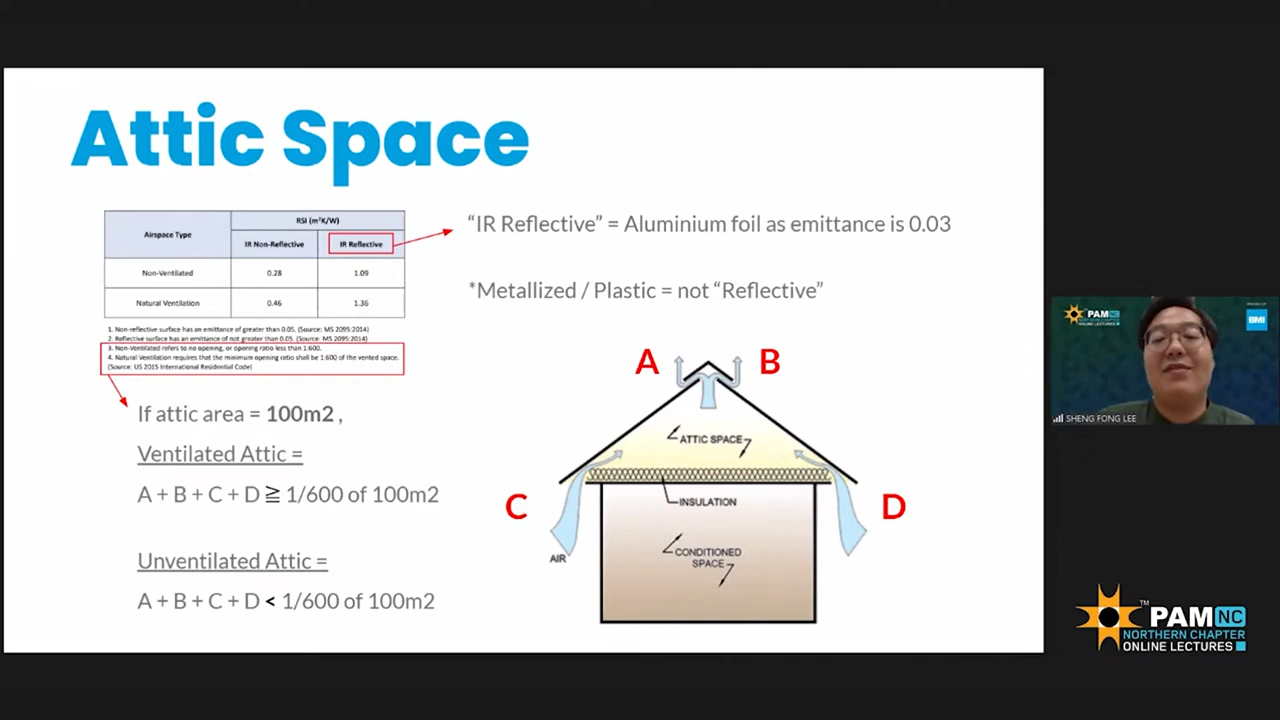 Attic Space
Airspace Type
RSI (m²K/W)
IR Non-Reflective
IR Reflective
Non-Ventilated
0.28
1.09
Natural Ventilation
0.46
1.36
1. Non-reflective surface has an emittance of greater than 0.05. (Source: MS 2095:2014)
2. Reflective surface has an emittance of not greater than 0.05. (Source: MS 2095:2014)
3. Non-Ventilated refers to no opening, or opening ratio less than 1:600.
4. Natural Ventilation requires that the minimum opening ratio shall be 1:600 of the vented space.
(Source: US 2015 International Residential Code)
"IR Reflective" = Aluminium foil as emittance is 0.03
*Metallized / Plastic = not "Reflective"
If attic area = 100m2 ,
Ventilated Attic =
A + B + C + D ≧ 1/600 of 100m2
Unventilated Attic =
A + B + C + D < 1/600 of 100m2
A
B
ATTIC SPACE
INSULATION
C
D
AIR
CONDITIONED
SPACE
PAM NC
NORTHERN CHAPTER
ONLINE LECTURES
BMI
SHENG FONG LEE
PAM NC
TM
NORTHERN CHAPTER
ONLINE LECTURES